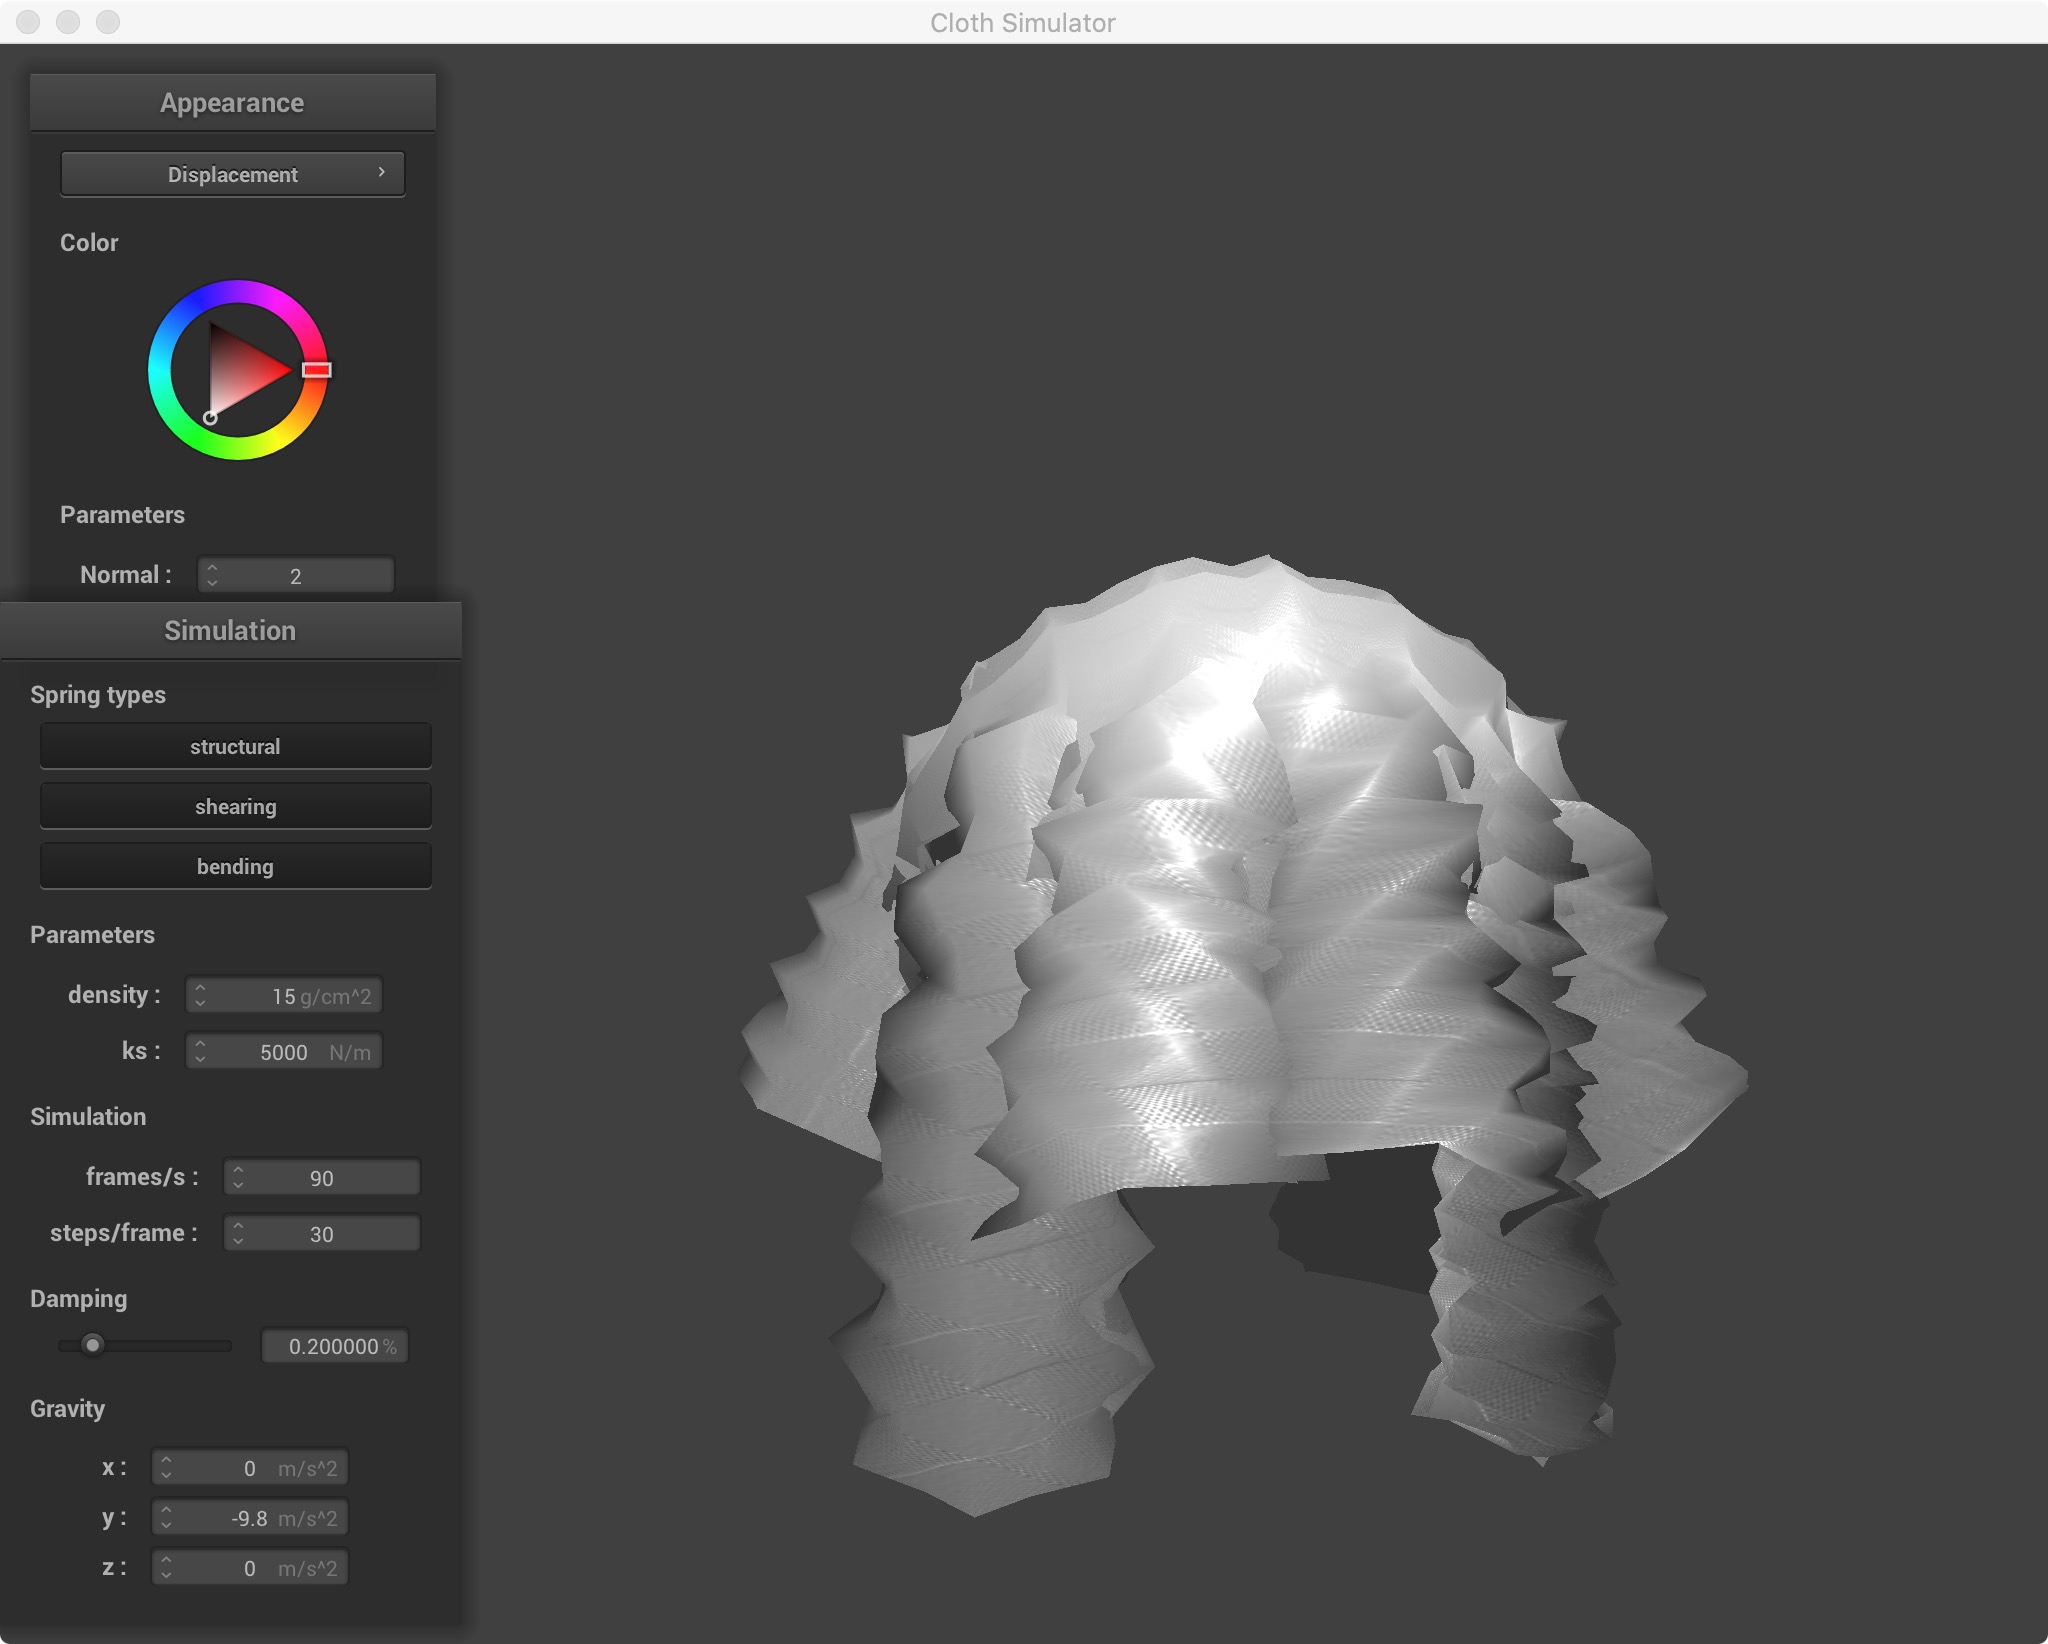 Cloth Simulator
Appearance
Displacement
Color
Parameters
Normal : 2
Simulation
Spring types
structural
shearing
bending
Parameters
density : 15 g/cm^2
ks : 5000 N/m
Simulation
frames/s : 90
steps/frame : 30
Damping
0.200000 %
Gravity
x : 0 m/s^2
y : -9.8 m/s^2
z : 0 m/s^2